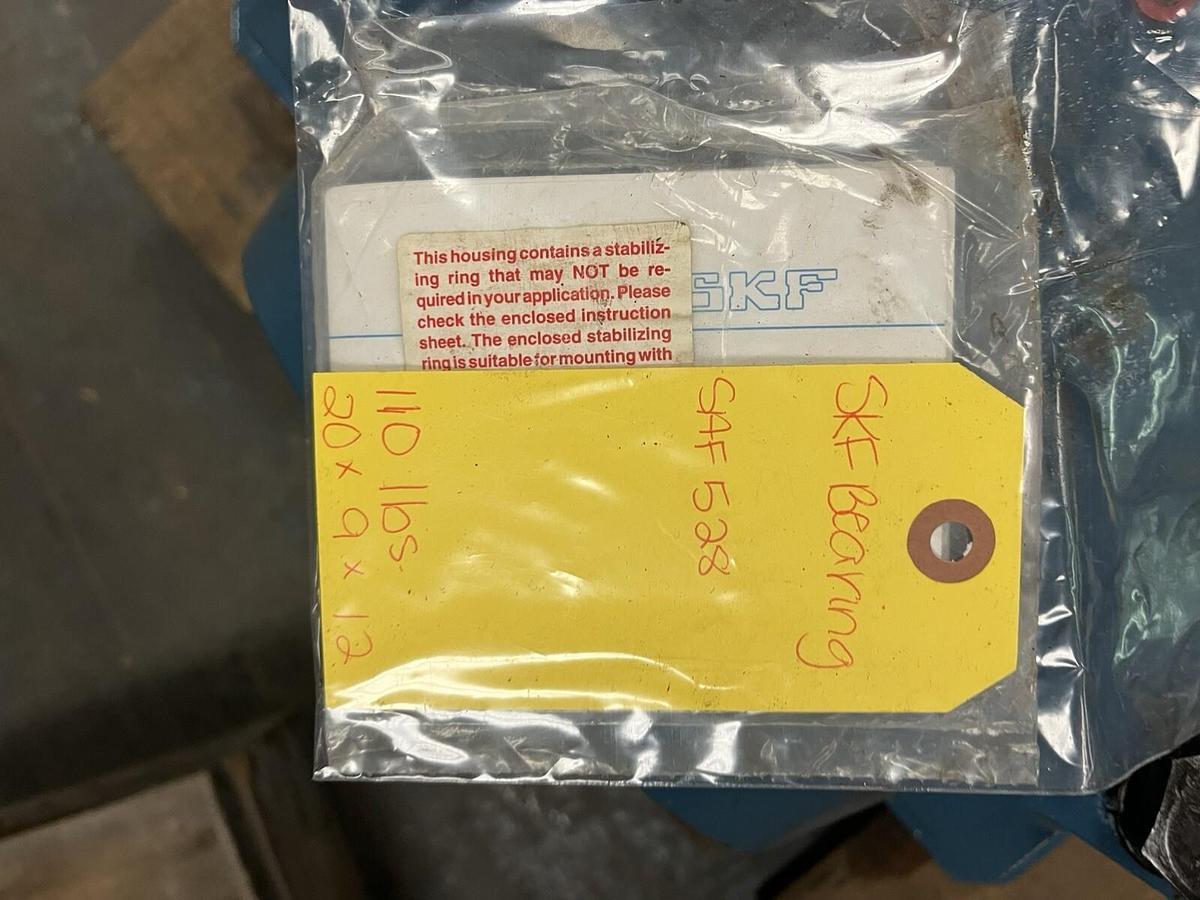 This housing contains a stabiliz-
ing ring that may NOT be re-
quired in your application. Please
check the enclosed instruction
sheet. The enclosed stabilizing
ring is suitable for mounting with
SKF
SKF Bearing
SAF 528
110 lbs
20 x 9 x 12